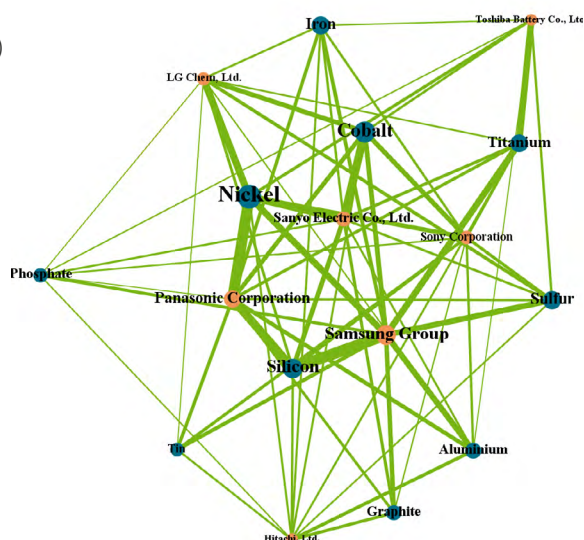 Iron
Toshiba Battery Co., Ltd.
LG Chem, Ltd.
Cobalt
Titanium
Nickel
Sanyo Electric Co., Ltd.
Sony Corporation
Phosphate
Panasonic Corporation
Sulfur
Samsung Group
Silicon
Tin
Aluminium
Graphite
Hitachi, Ltd.